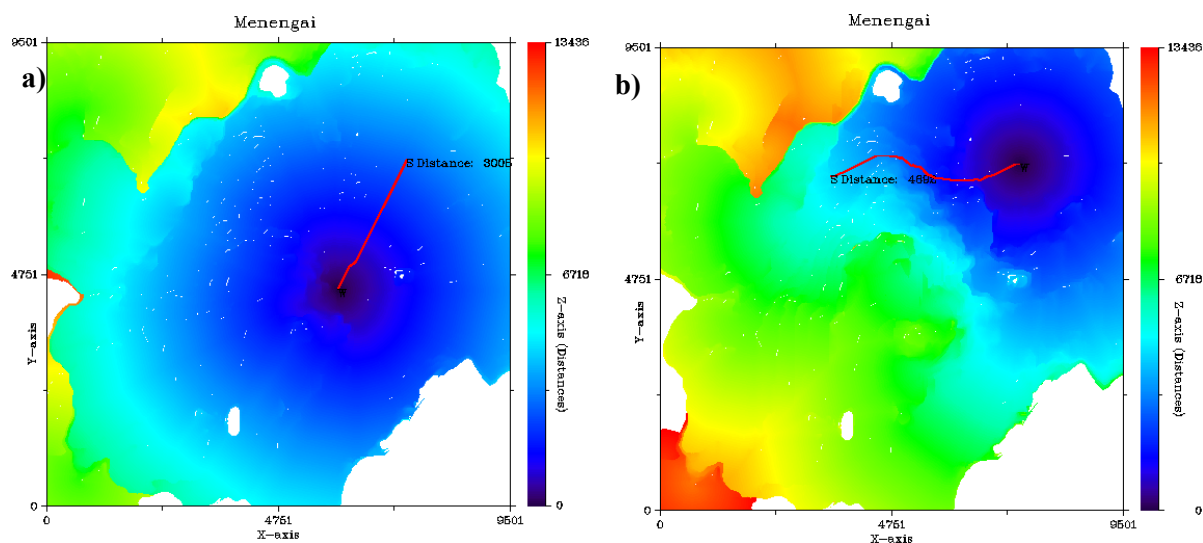 Menengai
a)
9501
4751
0
Y-axis
S Distance: 3005
0
4751
9501
X-axis
13436
6718
0
Z-axis (Distances)
Menengai
b)
9501
4751
0
Y-axis
S Distance:
0
4751
9501
X-axis
13436
6718
0
Z-axis (Distances)